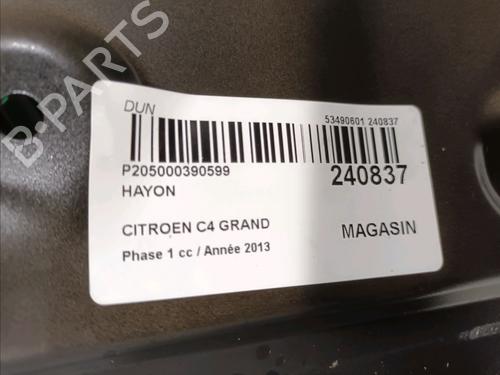 B-PARTS
DUN
53490601 240837
P205000390599
HAYON
240837
CITROEN C4 GRAND
MAGASIN
Phase 1 cc / Année 2013